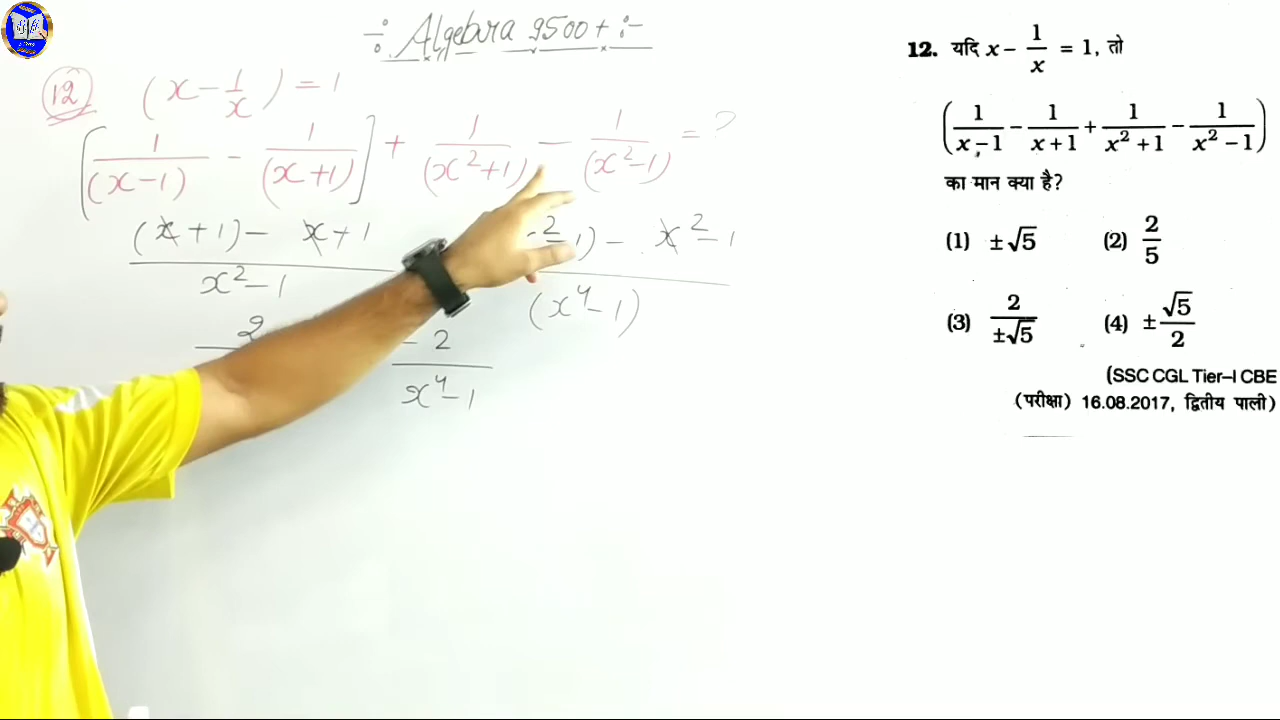 ÷ Algebra 9500+ :-
12 (x - 1/x) = 1
[1/(x-1) - 1/(x+1)] + 1/(x²+1) - 1/(x²-1) = ?
(x+1) - x+1 / x²-1
²-1) - x²-1 / (x⁴-1)
2
- 2 / x⁴-1
12. यदि x - 1/x = 1, तो
(1/(x-1) - 1/(x+1) + 1/(x²+1) - 1/(x²-1))
का मान क्या है?
(1) ±√5 (2) 2/5
(3) 2/±√5 (4) ± √5/2
(SSC CGL Tier–I CBE
(परीक्षा) 16.08.2017, द्वितीय पाली)